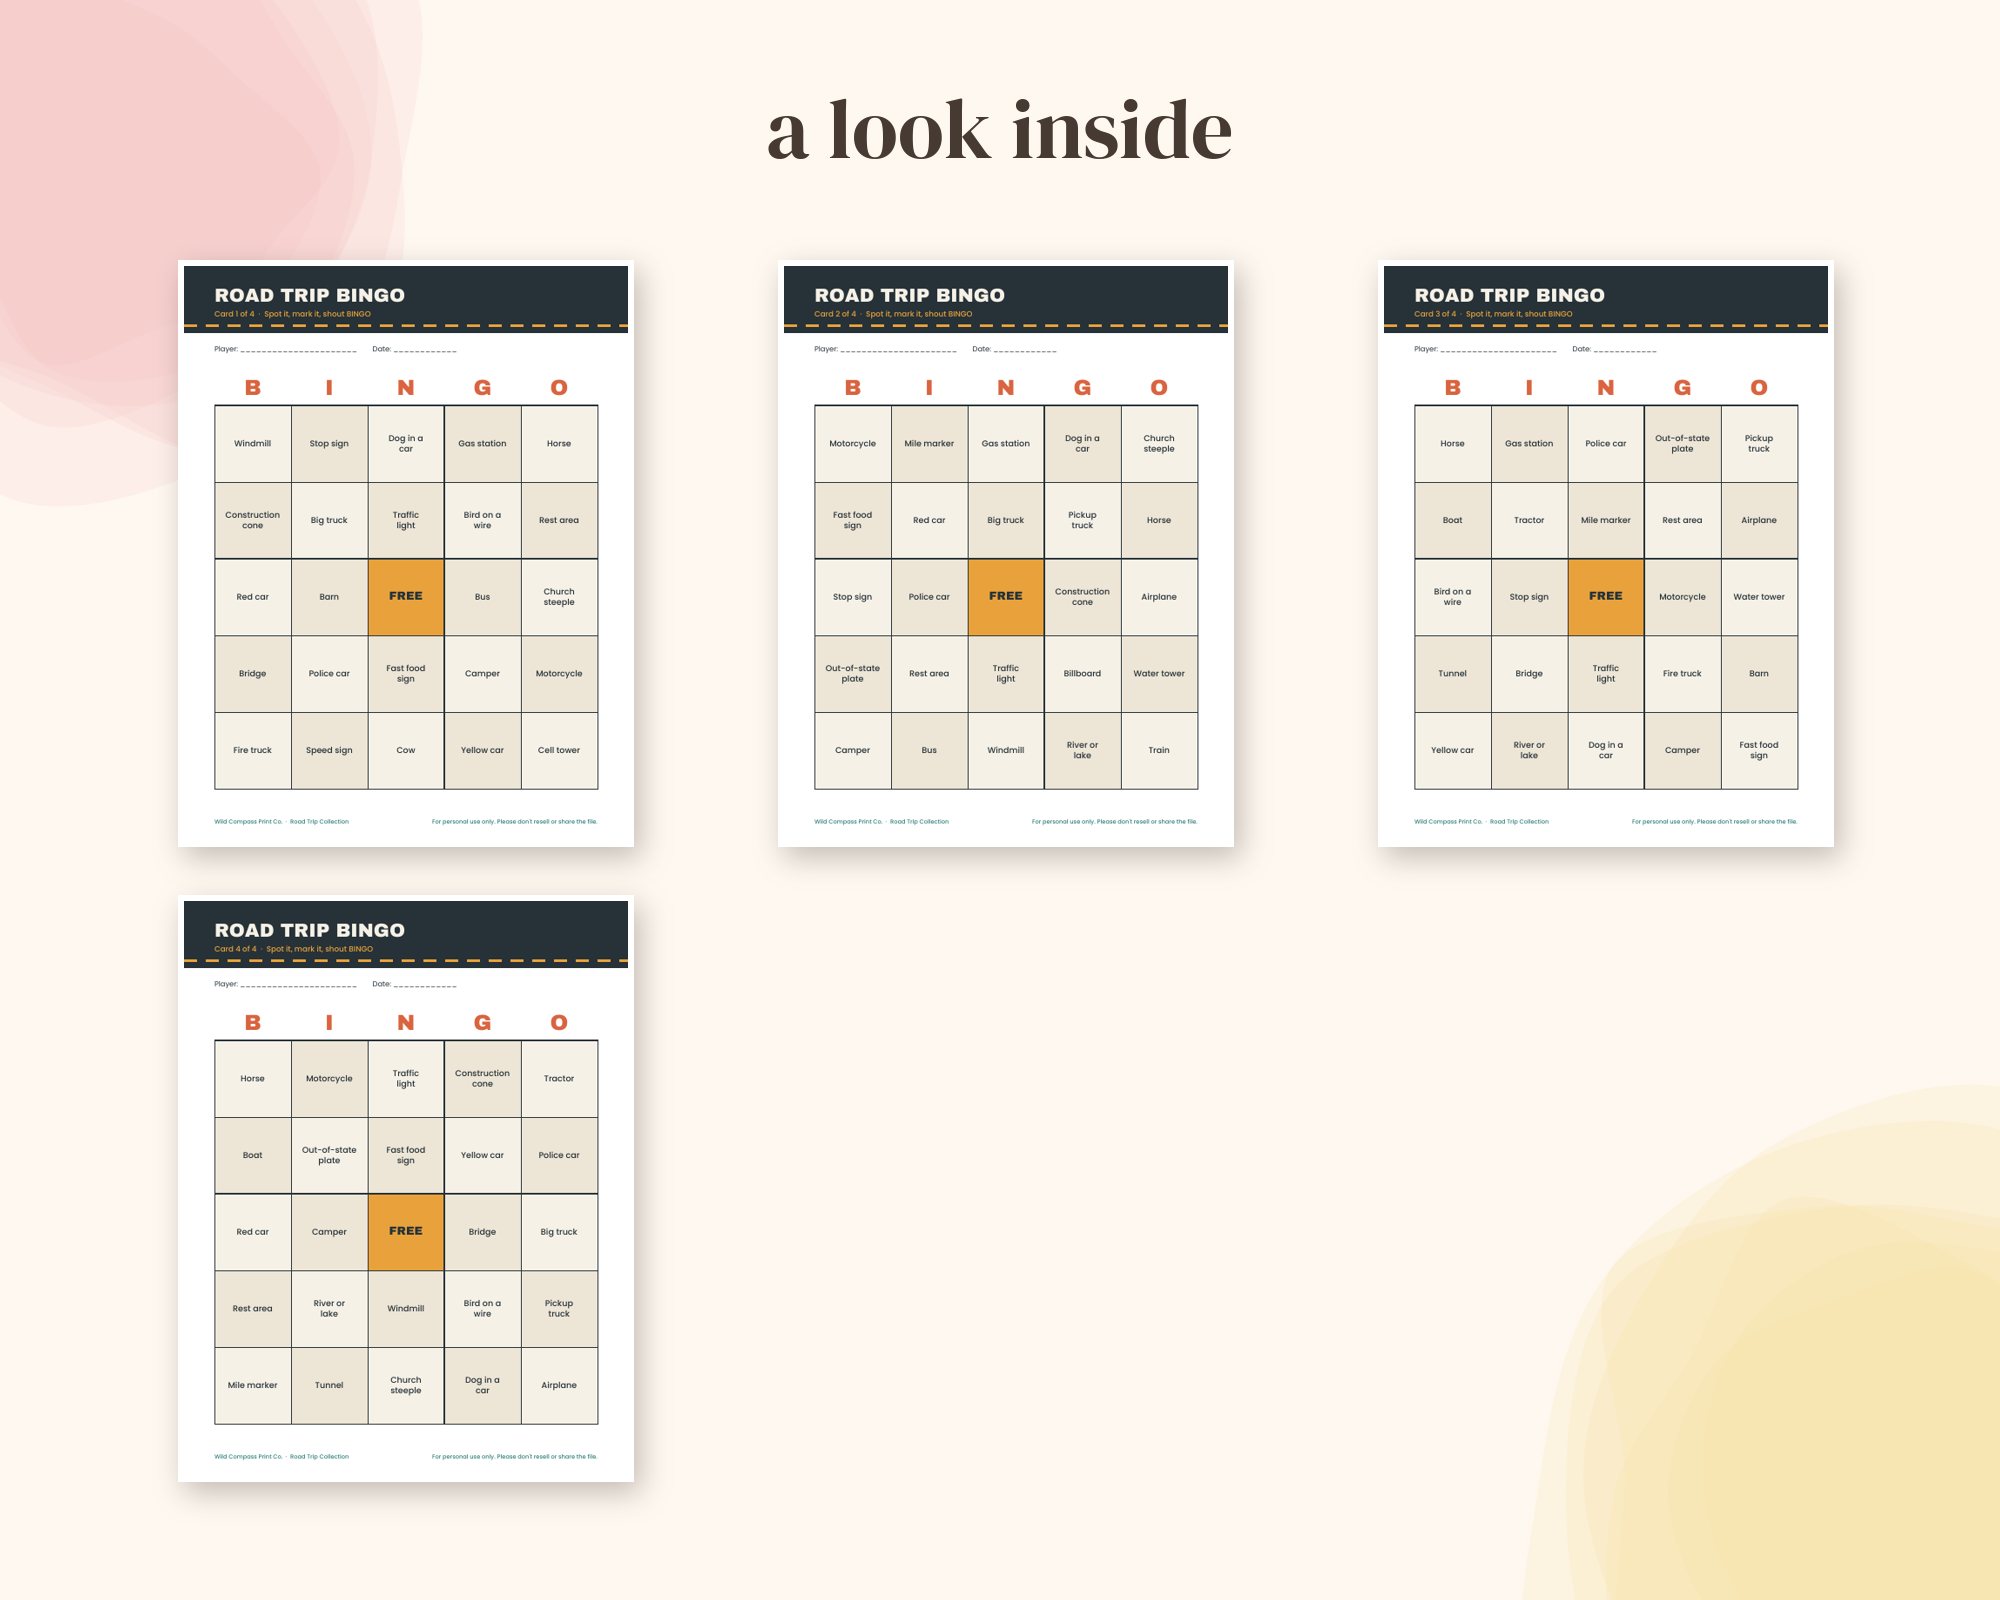 a look inside
ROAD TRIP BINGO
Card 1 of 4 · Spot it, mark it, shout BINGO
Player: ______________________ Date: ____________
B I N G O
Windmill Stop sign Dog in a car Gas station Horse
Construction cone Big truck Traffic light Bird on a wire Rest area
Red car Barn FREE Bus Church steeple
Bridge Police car Fast food sign Camper Motorcycle
Fire truck Speed sign Cow Yellow car Cell tower
Wild Compass Print Co. · Road Trip Collection For personal use only. Please don't resell or share the file.
ROAD TRIP BINGO
Card 2 of 4 · Spot it, mark it, shout BINGO
Player: ______________________ Date: ____________
B I N G O
Motorcycle Mile marker Gas station Dog in a car Church steeple
Fast food sign Red car Big truck Pickup truck Horse
Stop sign Police car FREE Construction cone Airplane
Out-of-state plate Rest area Traffic light Billboard Water tower
Camper Bus Windmill River or lake Train
Wild Compass Print Co. · Road Trip Collection For personal use only. Please don't resell or share the file.
ROAD TRIP BINGO
Card 3 of 4 · Spot it, mark it, shout BINGO
Player: ______________________ Date: ____________
B I N G O
Horse Gas station Police car Out-of-state plate Pickup truck
Boat Tractor Mile marker Rest area Airplane
Bird on a wire Stop sign FREE Motorcycle Water tower
Tunnel Bridge Traffic light Fire truck Barn
Yellow car River or lake Dog in a car Camper Fast food sign
Wild Compass Print Co. · Road Trip Collection For personal use only. Please don't resell or share the file.
ROAD TRIP BINGO
Card 4 of 4 · Spot it, mark it, shout BINGO
Player: ______________________ Date: ____________
B I N G O
Horse Motorcycle Traffic light Construction cone Tractor
Boat Out-of-state plate Fast food sign Yellow car Police car
Red car Camper FREE Bridge Big truck
Rest area River or lake Windmill Bird on a wire Pickup truck
Mile marker Tunnel Church steeple Dog in a car Airplane
Wild Compass Print Co. · Road Trip Collection For personal use only. Please don't resell or share the file.